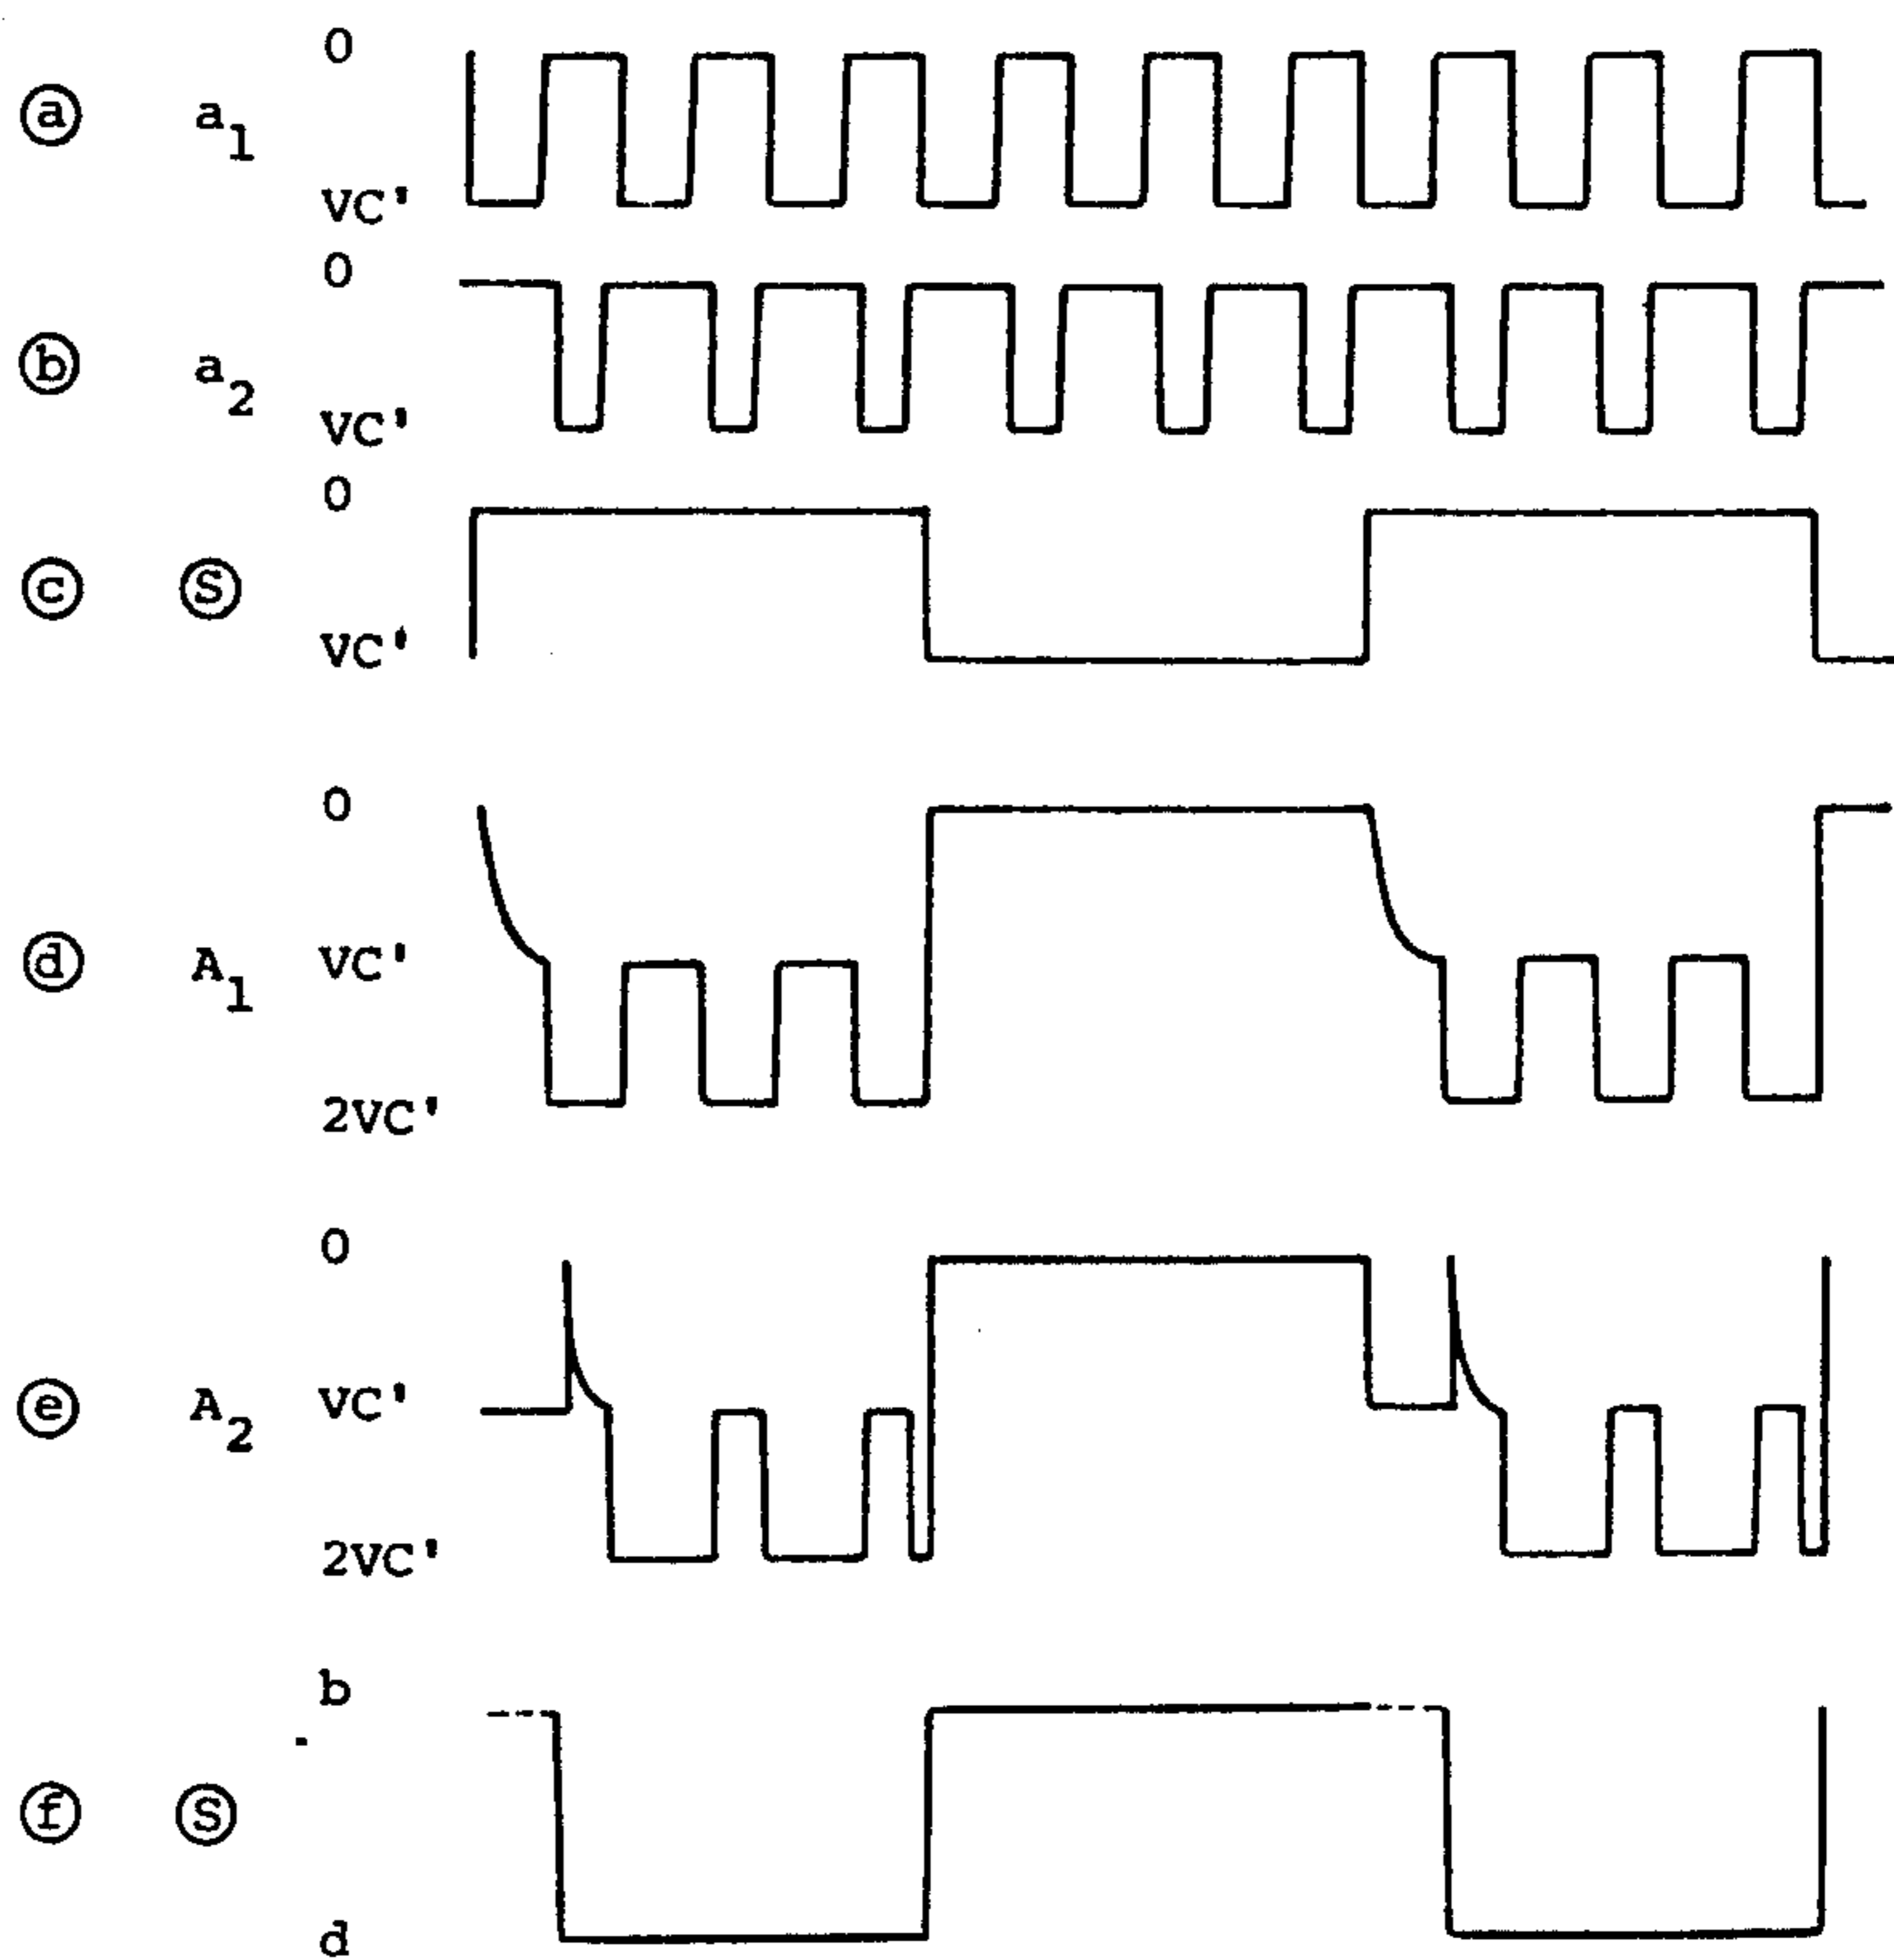 0
ⓐ a₁
VC'
0
ⓑ a₂
VC'
0
ⓒ Ⓢ
VC'
0
ⓓ A₁ VC'
2VC'
0
ⓔ A₂ VC'
2VC'
b
ⓕ Ⓢ
d